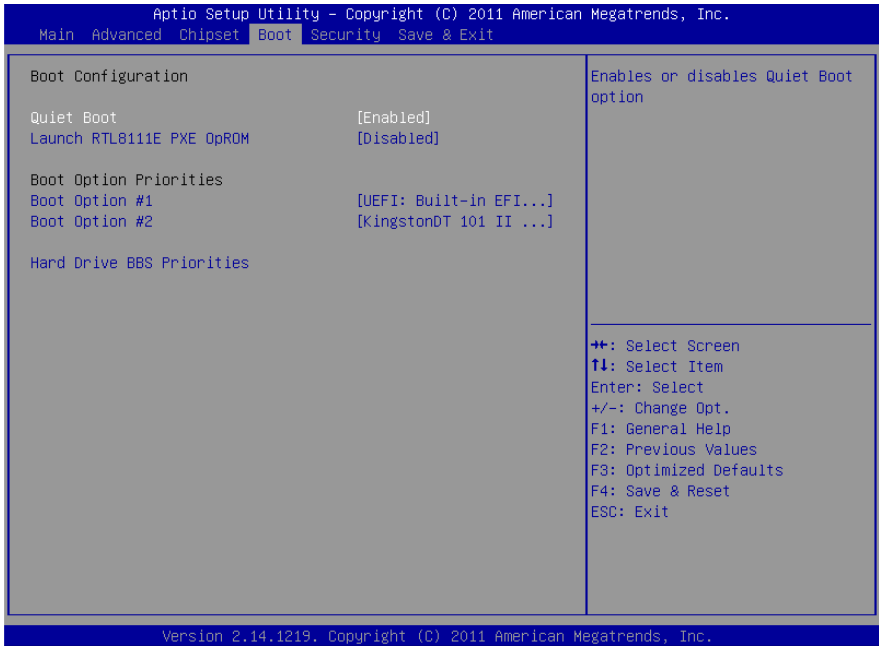 Aptio Setup Utility – Copyright (C) 2011 American Megatrends, Inc.
Main Advanced Chipset Boot Security Save & Exit
Boot Configuration
Quiet Boot [Enabled]
Launch RTL8111E PXE OpROM [Disabled]
Boot Option Priorities
Boot Option #1 [UEFI: Built-in EFI...]
Boot Option #2 [KingstonDT 101 II ...]
Hard Drive BBS Priorities
Enables or disables Quiet Boot
option
→←: Select Screen
↑↓: Select Item
Enter: Select
+/-: Change Opt.
F1: General Help
F2: Previous Values
F3: Optimized Defaults
F4: Save & Reset
ESC: Exit
Version 2.14.1219. Copyright (C) 2011 American Megatrends, Inc.